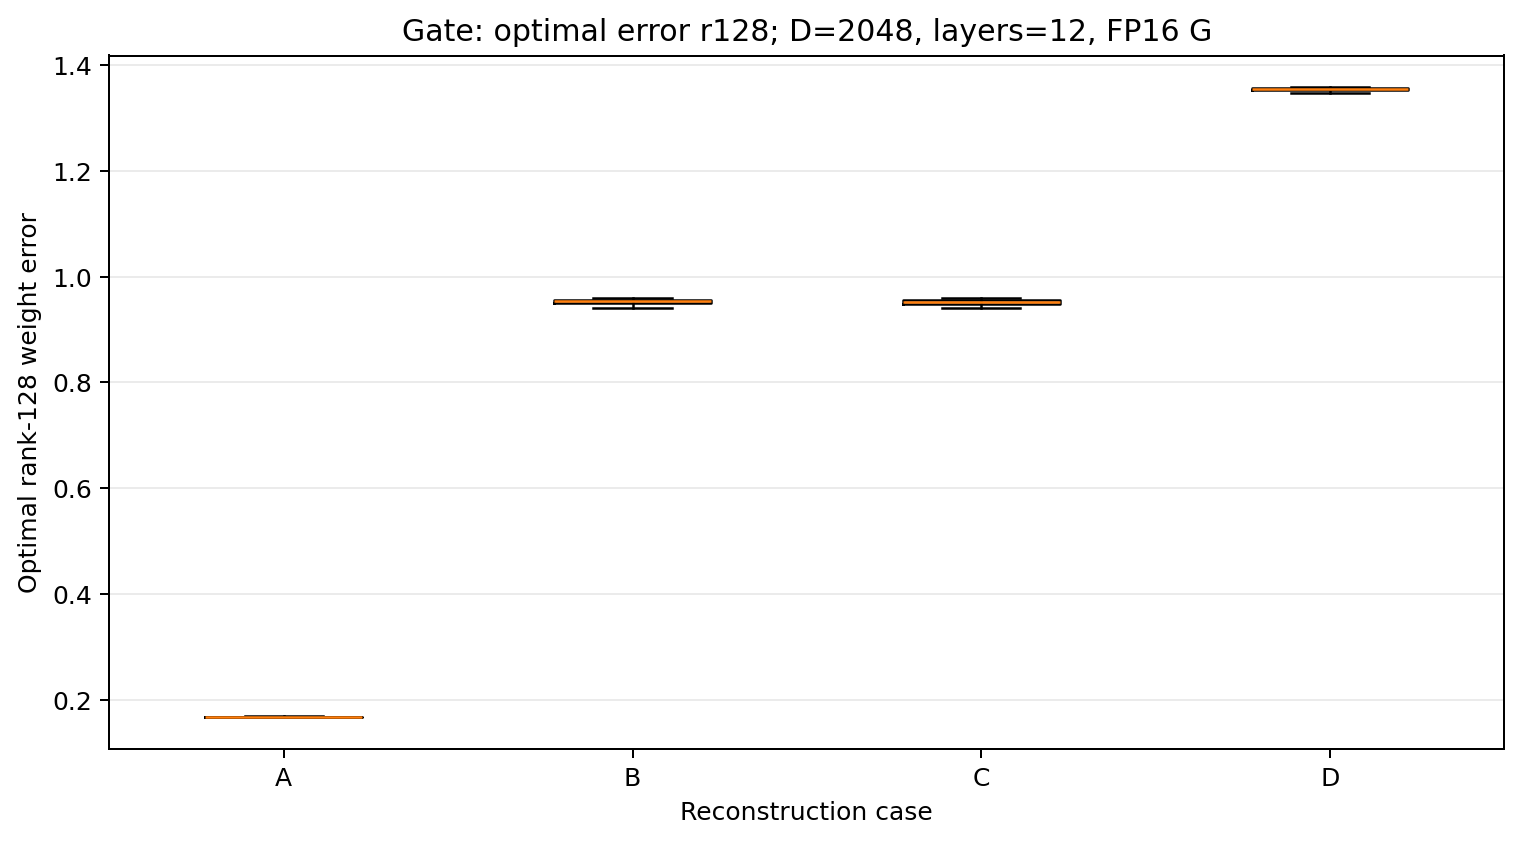 Gate: optimal error r128; D=2048, layers=12, FP16 G
Optimal rank-128 weight error
1.4
1.2
1.0
0.8
0.6
0.4
0.2
A B C D
Reconstruction case